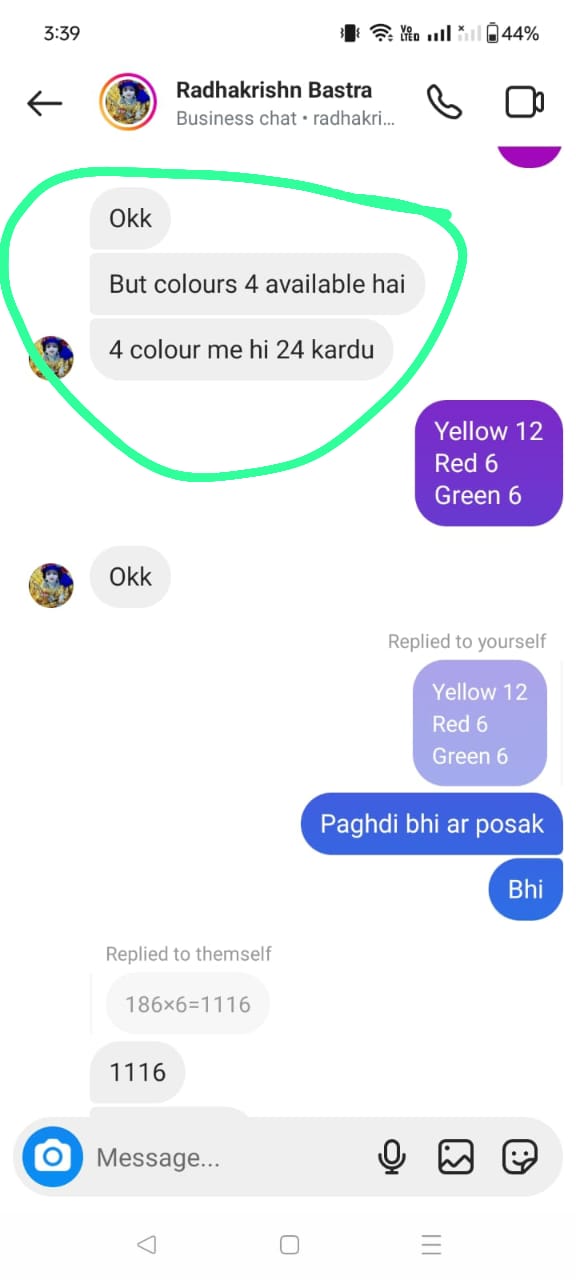 3:39
Vo
LTED
44%
Radhakrishn Bastra
Business chat • radhakri...
Okk
But colours 4 available hai
4 colour me hi 24 kardu
Yellow 12
Red 6
Green 6
Okk
Replied to yourself
Yellow 12
Red 6
Green 6
Paghdi bhi ar posak
Bhi
Replied to themself
186×6=1116
1116
Message...